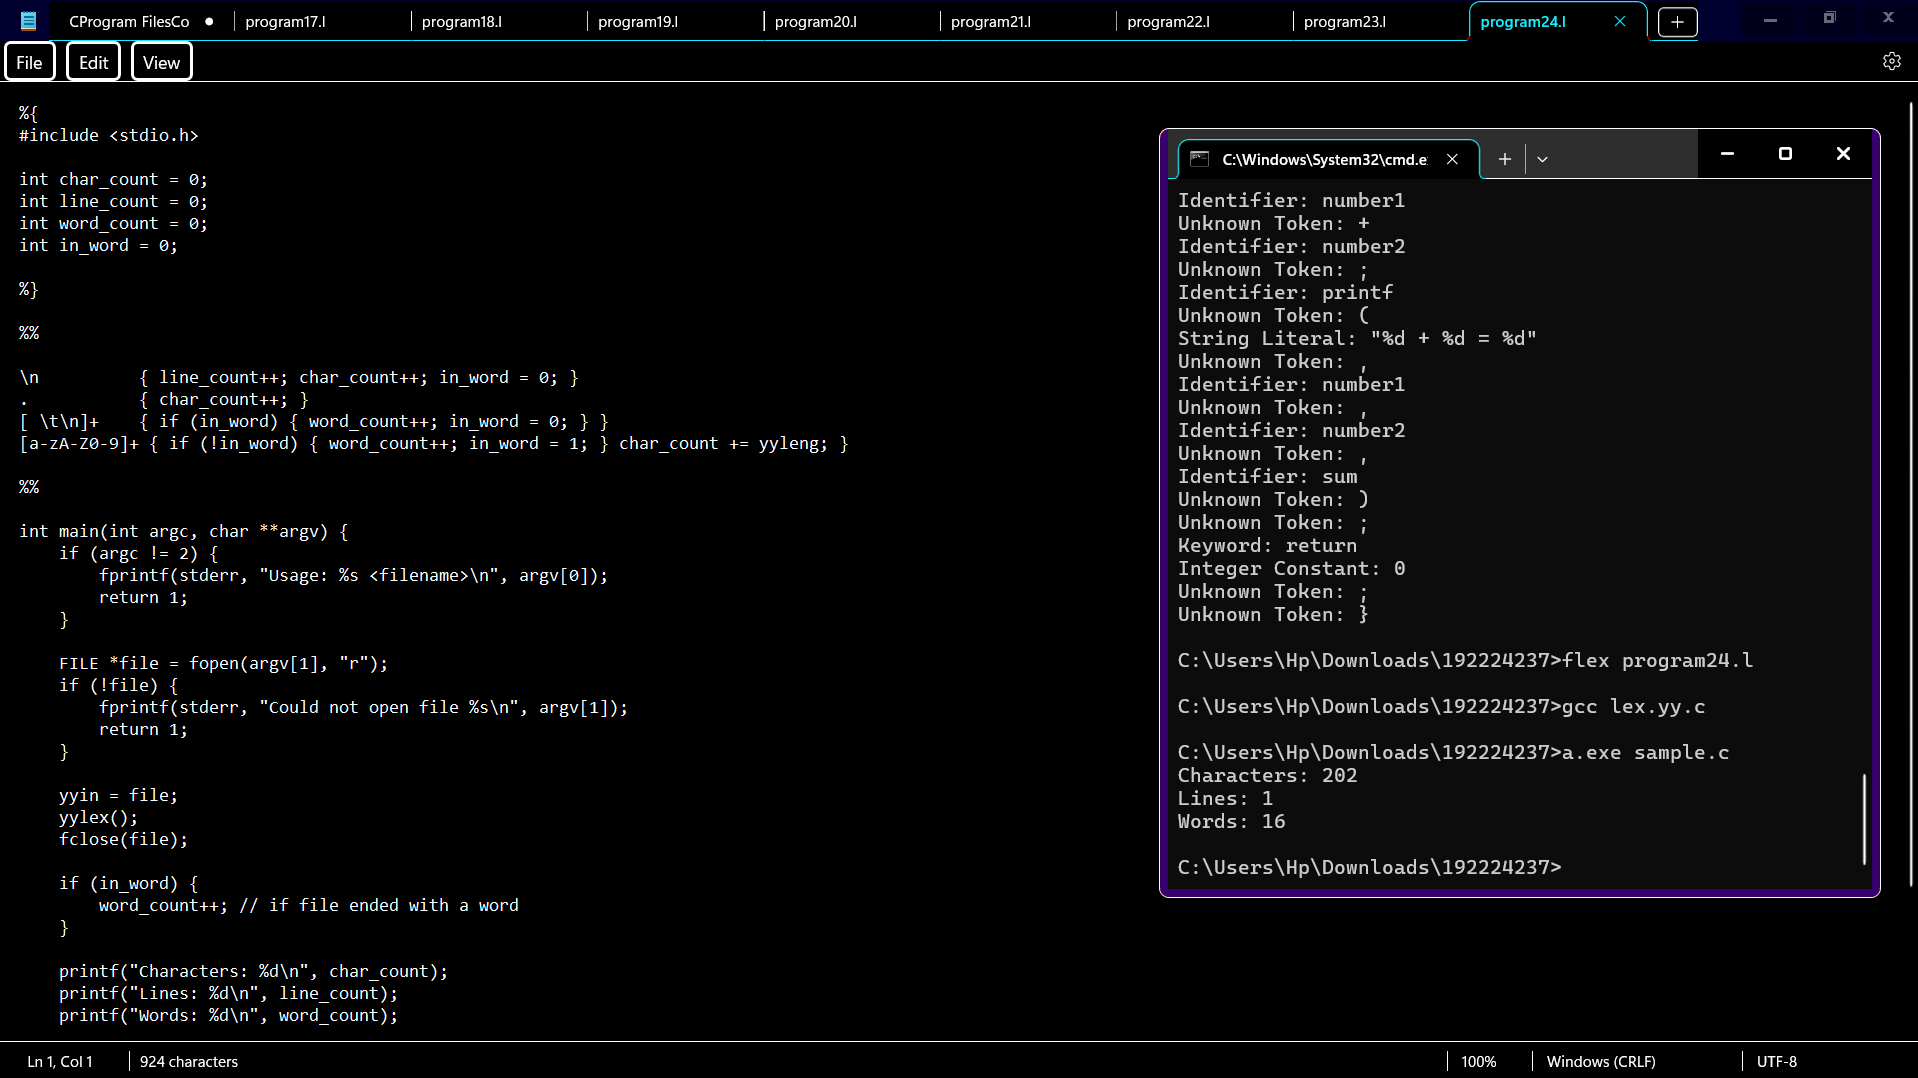 CProgram FilesCo
program17.l
program18.l
program19.l
program20.l
program21.l
program22.l
program23.l
program24.l
File
Edit
View
%{
#include <stdio.h>
int char_count = 0;
int line_count = 0;
int word_count = 0;
int in_word = 0;
%}
%%
\n          { line_count++; char_count++; in_word = 0; }
.           { char_count++; }
[ \t\n]+    { if (in_word) { word_count++; in_word = 0; } }
[a-zA-Z0-9]+ { if (!in_word) { word_count++; in_word = 1; } char_count += yyleng; }
%%
int main(int argc, char **argv) {
    if (argc != 2) {
        fprintf(stderr, "Usage: %s <filename>\n", argv[0]);
        return 1;
    }
    FILE *file = fopen(argv[1], "r");
    if (!file) {
        fprintf(stderr, "Could not open file %s\n", argv[1]);
        return 1;
    }
    yyin = file;
    yylex();
    fclose(file);
    if (in_word) {
        word_count++; // if file ended with a word
    }
    printf("Characters: %d\n", char_count);
    printf("Lines: %d\n", line_count);
    printf("Words: %d\n", word_count);
C:\Windows\System32\cmd.e
Identifier: number1
Unknown Token: +
Identifier: number2
Unknown Token: ;
Identifier: printf
Unknown Token: (
String Literal: "%d + %d = %d"
Unknown Token: ,
Identifier: number1
Unknown Token: ,
Identifier: number2
Unknown Token: ,
Identifier: sum
Unknown Token: )
Unknown Token: ;
Keyword: return
Integer Constant: 0
Unknown Token: ;
Unknown Token: }
C:\Users\Hp\Downloads\192224237>flex program24.l
C:\Users\Hp\Downloads\192224237>gcc lex.yy.c
C:\Users\Hp\Downloads\192224237>a.exe sample.c
Characters: 202
Lines: 1
Words: 16
C:\Users\Hp\Downloads\192224237>
Ln 1, Col 1
924 characters
100%
Windows (CRLF)
UTF-8